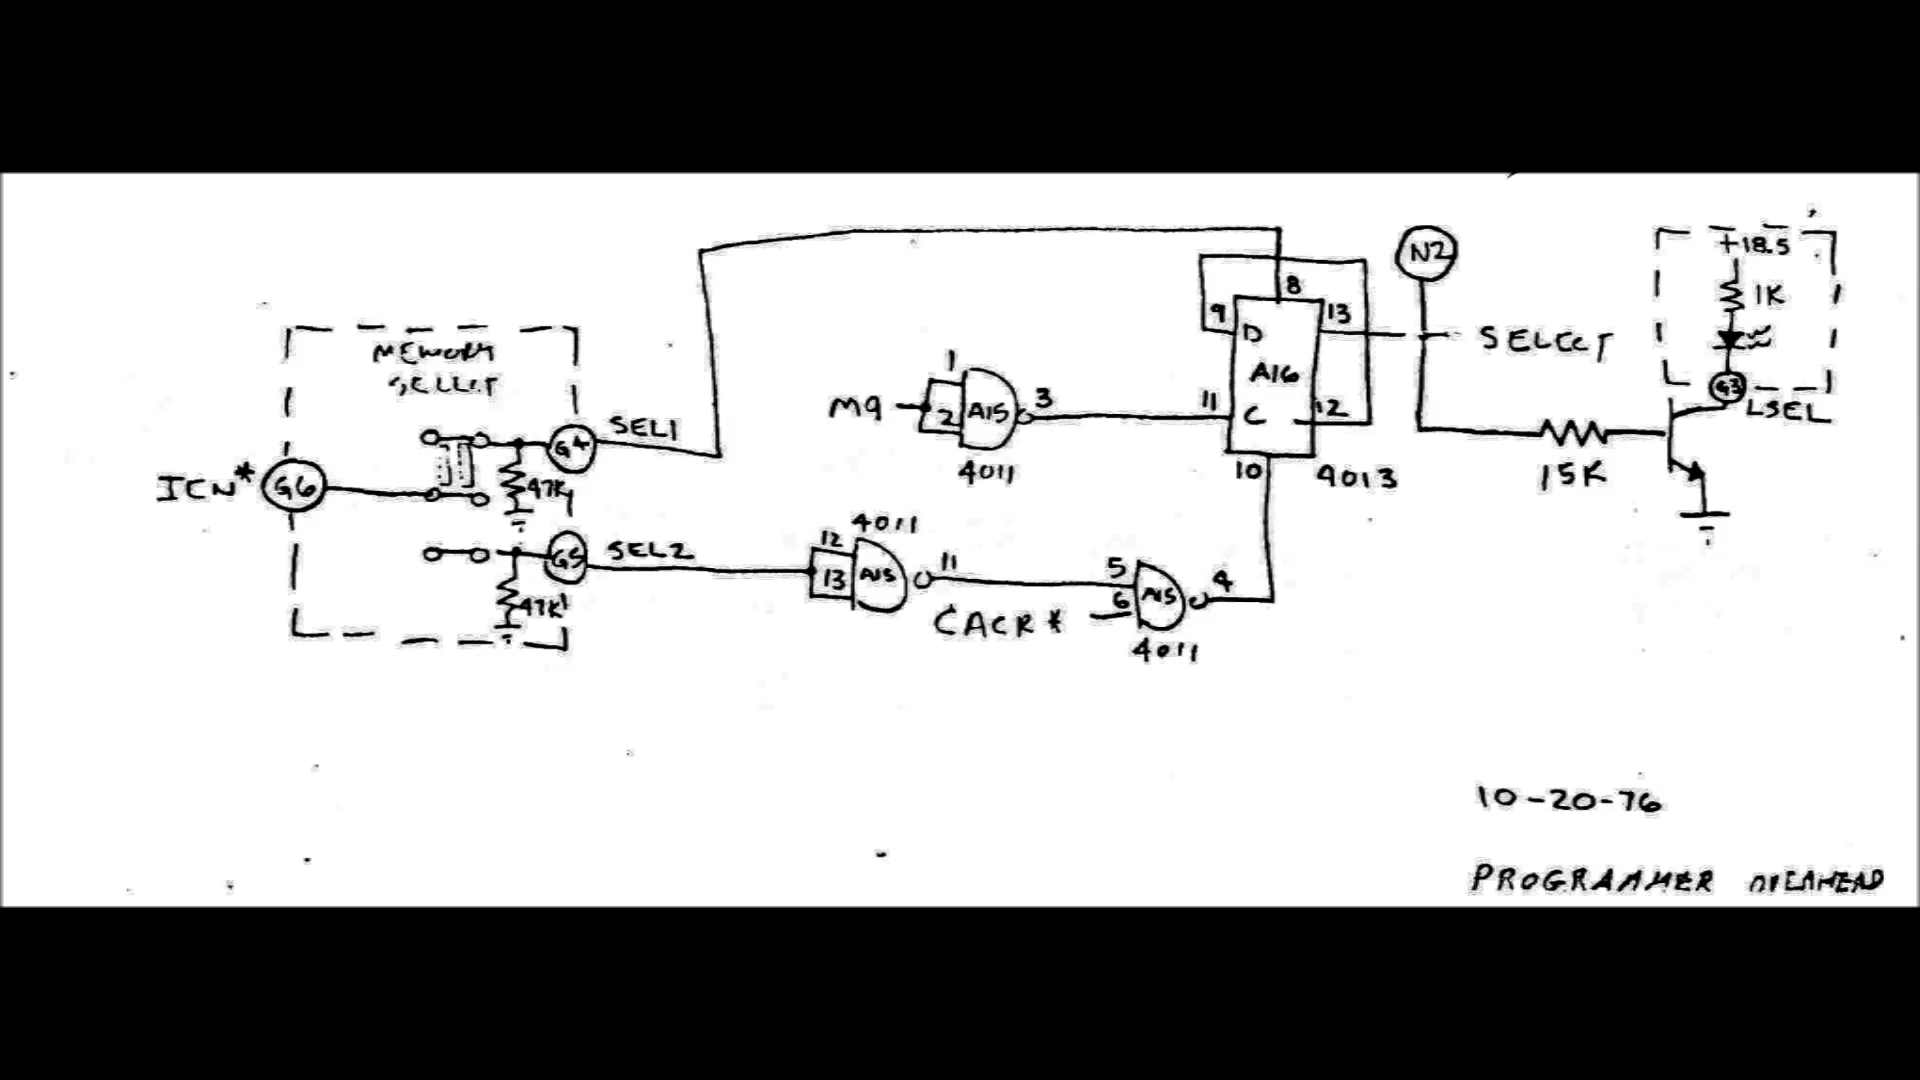 MEMORY
SELECT
ICN*
G6
G4
SEL1
47K
G5
SEL2
47K
M9
1
2
A15
3
4011
12
13
4011
A15
11
CACR*
5
6
A15
4
4011
8
9
D
13
A16
11
C
12
10
4013
N2
SELECT
15K
+18.5
1K
G3
LSEL
10-20-76
PROGRAMMER OVERHEAD